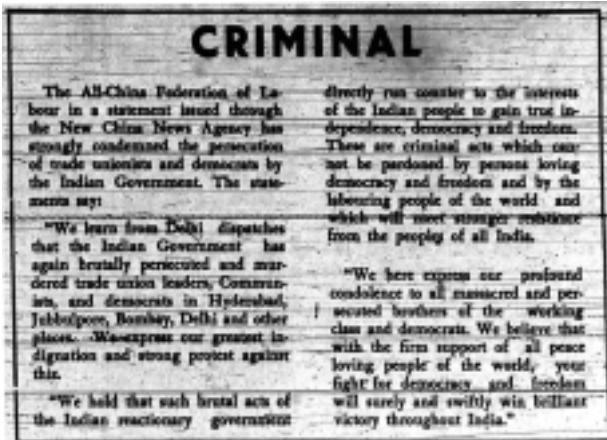 CRIMINAL
The All-China Federation of La-
bour in a statement issued through
the New China News Agency has
strongly condemned the persecution
of trade unionists and democrats by
the Indian Government. The state-
ments say:
"We learn from Delhi dispatches
that the Indian Government has
again brutally persecuted and mur-
dered trade union leaders, Commun-
ists, and democrats in Hyderabad,
Jubbulpore, Bombay, Delhi and other
places. We express our greatest in-
dignation and strong protest against
this.
"We hold that such brutal acts of
the Indian reactionary government
directly run counter to the interests
of the Indian people to gain true in-
dependence, democracy and freedom.
These are criminal acts which can-
not be pardoned by persons loving
democracy and freedom and by the
labouring people of the world and
which will meet stronger resistance
from the peoples of all India.
"We here express our profound
condolence to all massacred and per-
secuted brothers of the working
class and democrats. We believe that
with the firm support of all peace
loving people of the world, your
fight for democracy and freedom
will surely and swiftly win brilliant
victory throughout India."